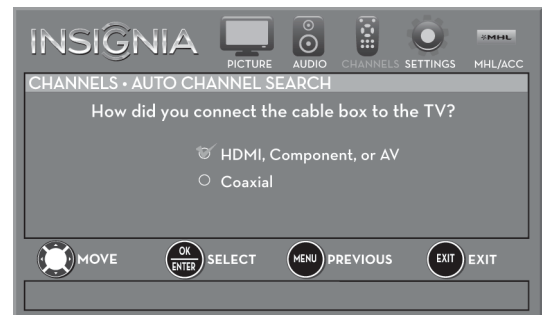 INSIGNIA
PICTURE AUDIO CHANNELS SETTINGS MHL MHL/ACC
CHANNELS • AUTO CHANNEL SEARCH
How did you connect the cable box to the TV?
HDMI, Component, or AV
Coaxial
MOVE OK ENTER SELECT MENU PREVIOUS EXIT EXIT